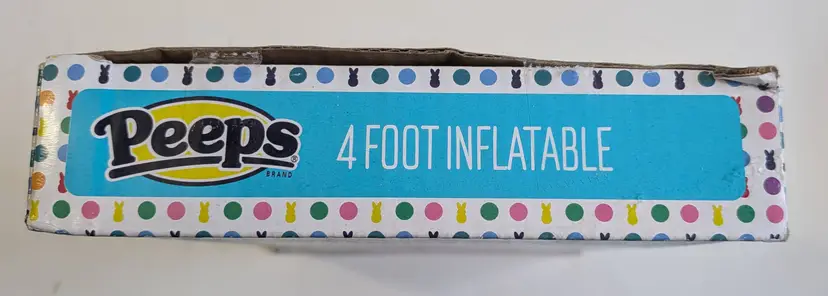 Peeps®
BRAND
4 FOOT INFLATABLE